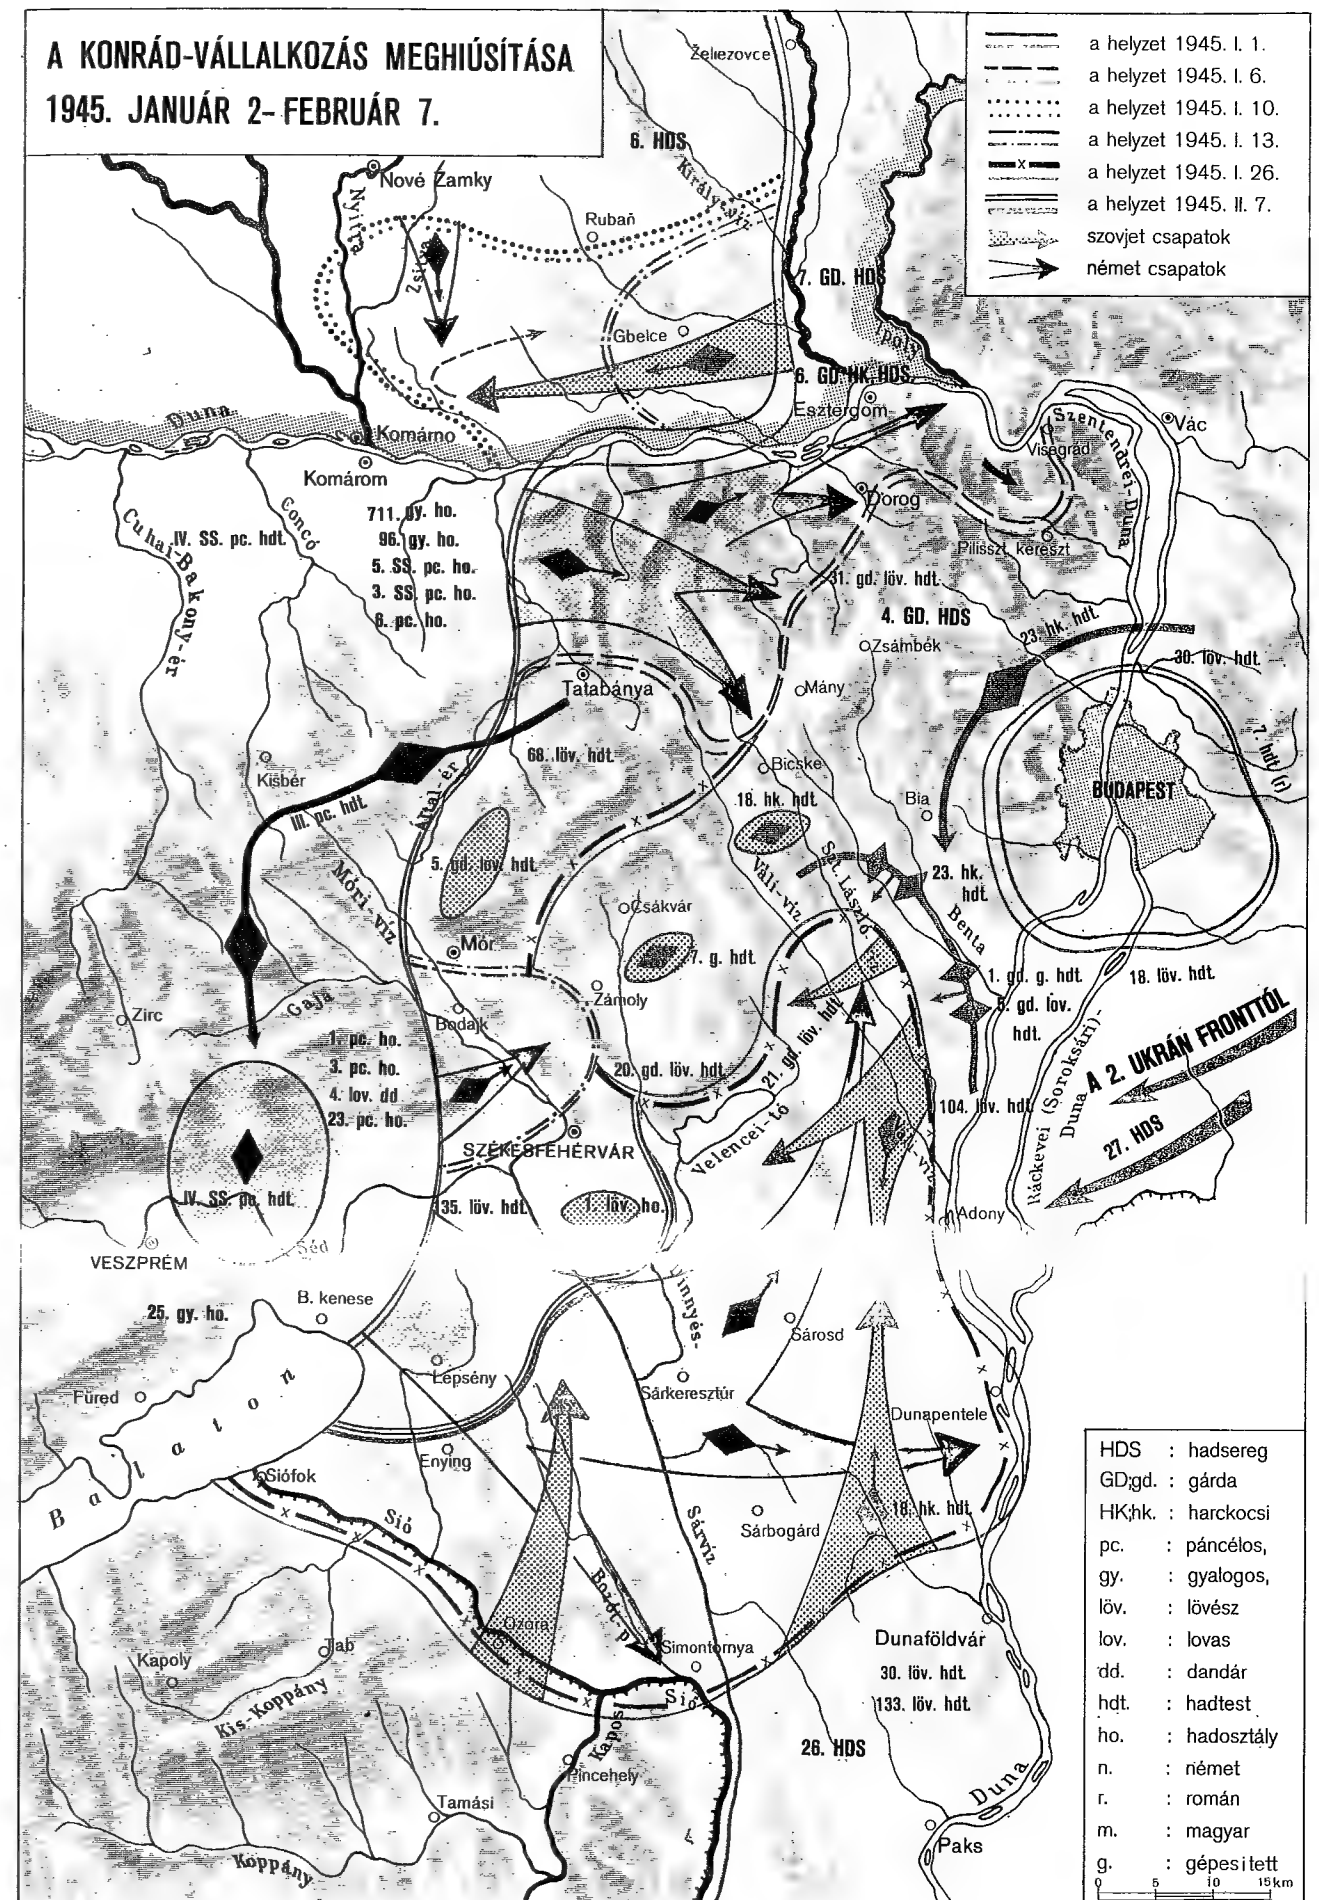 A KONRÁD-VÁLLALKOZÁS MEGHIÚSÍTÁSA
1945. JANUÁR 2- FEBRUÁR 7.
a helyzet 1945. I. 1.
a helyzet 1945. I. 6.
a helyzet 1945. I. 10.
a helyzet 1945. I. 13.
a helyzet 1945. I. 26.
a helyzet 1945. II. 7.
szovjet csapatok
német csapatok
Želiezovce
6. HDS
Nové Zamky
Nyitra
Zsitva
Rubaň
7. GD. HDS
Gbelce
Ipoly
6. GD HK. HDS.
Esztergom
Duna
Komárno
Komárom
Szentendrei-Duna
Vác
Visegrád
Dorog
Piliszt. kereszt
Cuhai-Bakony-ér
Concó
IV. SS. pc. hdt.
711. gy. ho.
96. gy. ho.
5. SS. pc. ho.
3. SS. pc. ho.
6. pc. ho.
31. gd. löv. hdt.
4. GD. HDS
Zsámbék
23. hk. hdt.
30. löv. hdt.
7. hdt. (r)
Tatabánya
Mány
Kisbér
Által-ér
68. löv. hdt.
Bicske
18. hk. hdt.
Bia
BUDAPEST
III. pc. hdt.
Móri-víz
5. gd. löv. hdt.
Váli-víz
Szt. László
23. hk.
hdt.
Csákvár
Benta
Mór
7. g. hdt.
1. gd. g. hdt.
18. löv. hdt.
5. gd. löv.
hdt.
Gaja
Zirc
Zámoly
Bodajk
21. gd. löv. hdt.
A 2. UKRÁN FRONTTÓL
1. pc. ho.
3. pc. ho.
4. lov. dd
23. pc. ho.
20. gd. löv. hdt.
104. löv. hdt.
Ráckevei (Soroksári)-
Duna
27. HDS
SZÉKESFEHÉRVÁR
Velencei-tó
IV. SS. pc. hdt.
35. löv. hdt.
1. löv. ho.
Adony
VESZPRÉM
Séd
25. gy. ho.
B. kenese
Sárosd
Füred
Lepsény
Sárkeresztúr
Balaton
Dunapentele
Enying
Siófok
Sió
Sárvíz
Sárbogárd
18. hk. hdt.
Bozót-p
Ozora
Simontornya
Dunaföldvár
30. löv. hdt.
133. löv. hdt.
Tab
Kapoly
Kis-Koppány
Sió
Kapos
26. HDS
Pincehely
Duna
Tamási
Paks
Koppány
HDS : hadsereg
GD;gd. : gárda
HK;hk. : harckocsi
pc. : páncélos,
gy. : gyalogos,
löv. : lövész
lov. : lovas
dd. : dandár
hdt. : hadtest
ho. : hadosztály
n. : német
r. : román
m. : magyar
g. : gépesitett
0 5 10 15 km